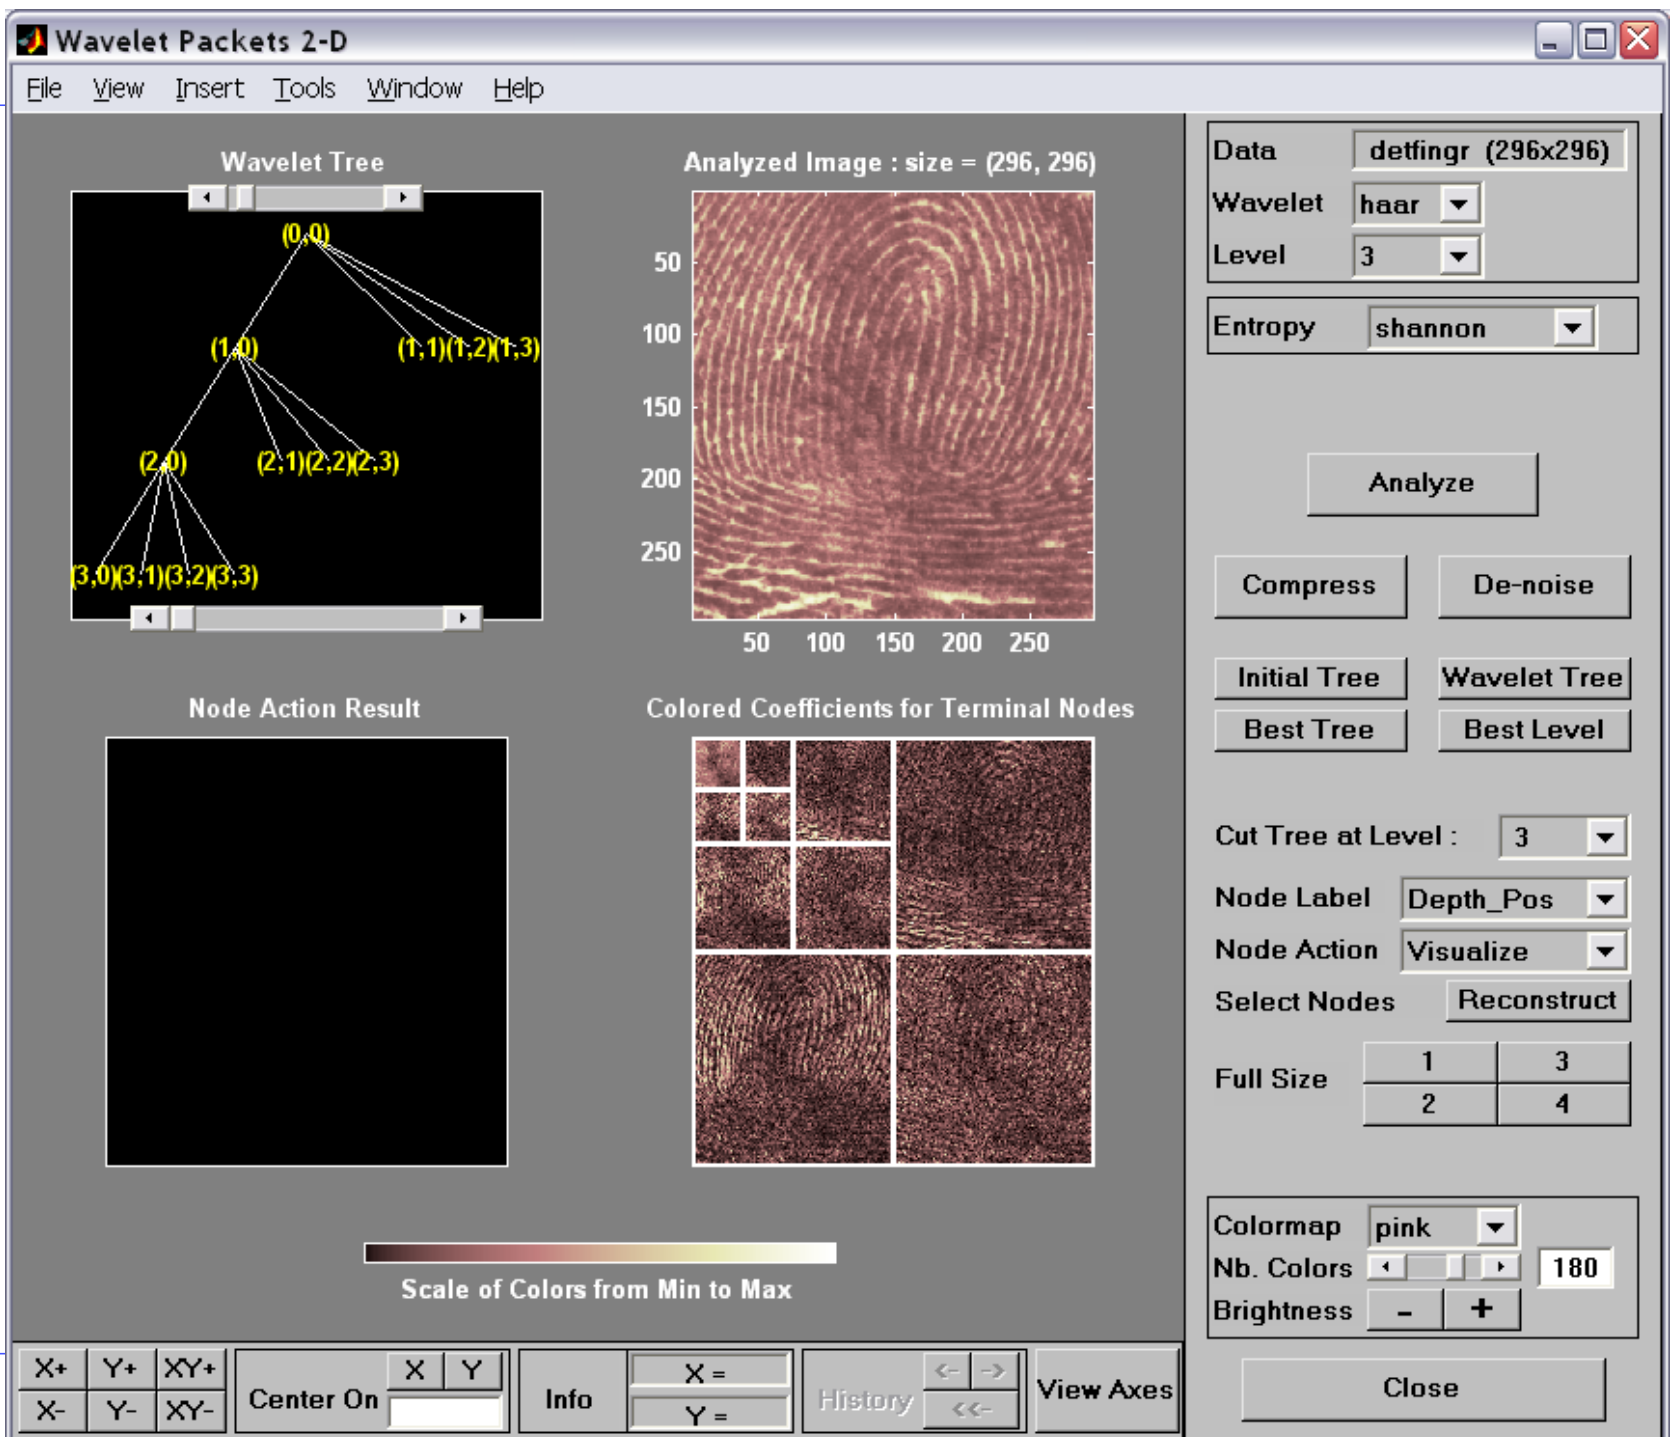 Wavelet Packets 2-D
File View Insert Tools Window Help
Wavelet Tree
(0,0)
(1,0) (1,1)(1,2)(1,3)
(2,0) (2,1)(2,2)(2,3)
(3,0)(3,1)(3,2)(3,3)
Analyzed Image : size = (296, 296)
50
100
150
200
250
50 100 150 200 250
Node Action Result
Colored Coefficients for Terminal Nodes
Scale of Colors from Min to Max
Data detfingr (296x296)
Wavelet haar
Level 3
Entropy shannon
Analyze
Compress De-noise
Initial Tree Wavelet Tree
Best Tree Best Level
Cut Tree at Level : 3
Node Label Depth_Pos
Node Action Visualize
Select Nodes Reconstruct
Full Size 1 3
2 4
Colormap pink
Nb. Colors 180
Brightness - +
Close
X+ Y+ XY+
X- Y- XY-
Center On X Y
Info X =
Y =
History <- ->
<<-
View Axes